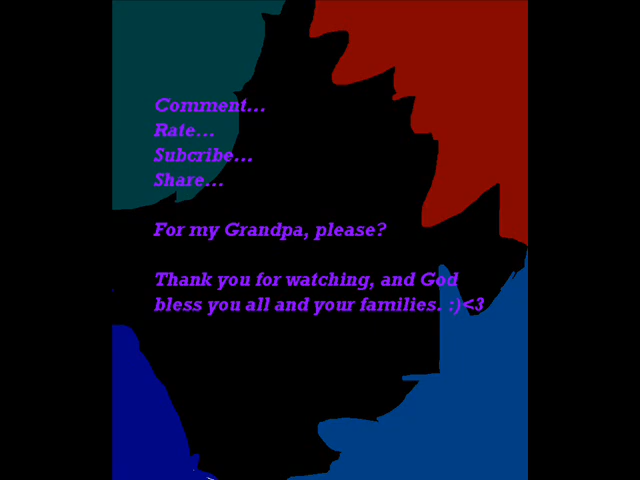 Comment...
Rate...
Subcribe...
Share...
For my Grandpa, please?
Thank you for watching, and God
bless you all and your families. :)<3